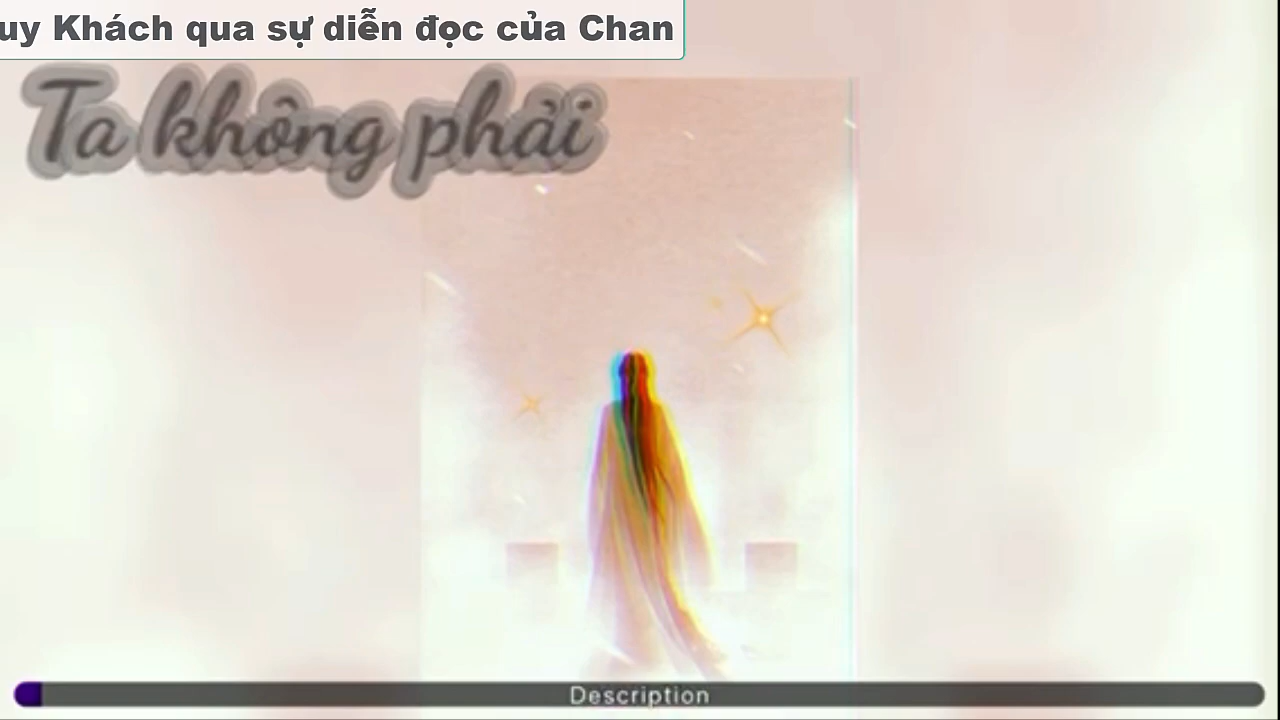 uy Khách qua sự diễn đọc của Chan
Ta không phải
Description